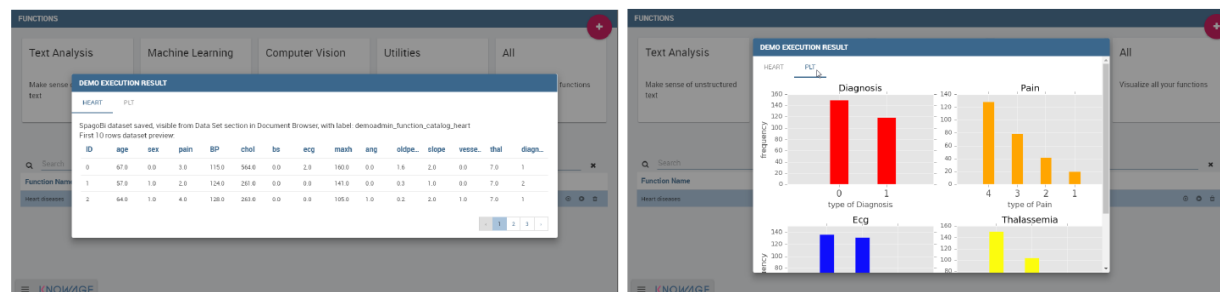 FUNCTIONS
+
Text Analysis
Machine Learning
Computer Vision
Utilities
All
Make sense
text
functions
DEMO EXECUTION RESULT
HEART PLT
SpagoBi dataset saved, visible from Data Set section in Document Browser, with label: demoadmin_function_catalog_heart
First 10 rows dataset preview:
ID age sex pain BP chol bs ecg maxh ang oldpe... slope vesse... thal diagn...
0 67.0 0.0 3.0 115.0 564.0 0.0 2.0 160.0 0.0 1.6 2.0 0.0 7.0 1
1 57.0 1.0 2.0 124.0 261.0 0.0 0.0 141.0 0.0 0.3 1.0 0.0 7.0 2
2 64.0 1.0 4.0 128.0 263.0 0.0 0.0 105.0 1.0 0.2 2.0 1.0 7.0 1
1 2 3
Search
Function Name
Heart diseases
KNOWAGE
FUNCTIONS
+
Text Analysis
All
Make sense of unstructured
text
Visualize all your functions
DEMO EXECUTION RESULT
HEART PLT
Diagnosis
160
140
120
100
80
60
40
20
0
frequency
0 1
type of Diagnosis
Pain
140
120
100
80
60
40
20
0
4 3 2 1
type of Pain
Ecg
140
120
100
80
frequency
Thalassemia
160
140
120
100
80
Search
Function Name
Heart diseases
KNOWAGE